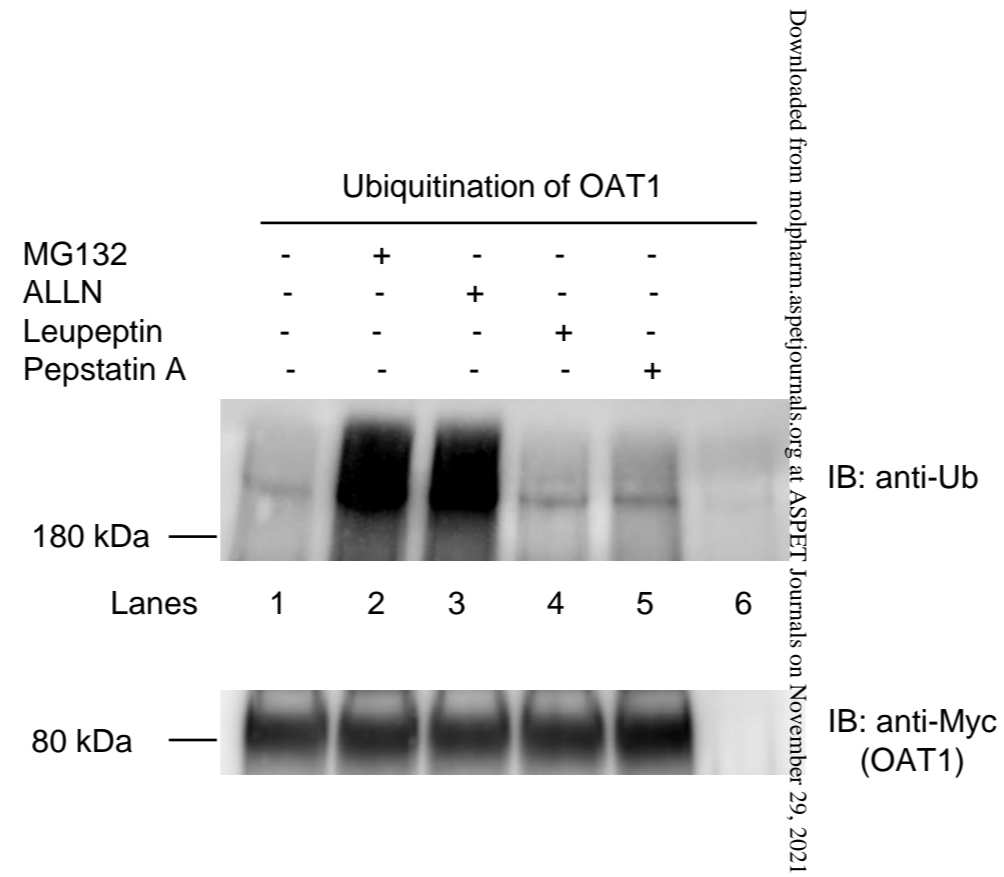 Ubiquitination of OAT1
MG132 - + - - -
ALLN - - + - -
Leupeptin - - - + -
Pepstatin A - - - - +
IB: anti-Ub
180 kDa
Lanes 1 2 3 4 5 6
80 kDa
IB: anti-Myc
(OAT1)
Downloaded from molpharm.aspetjournals.org at ASPET Journals on November 29, 2021